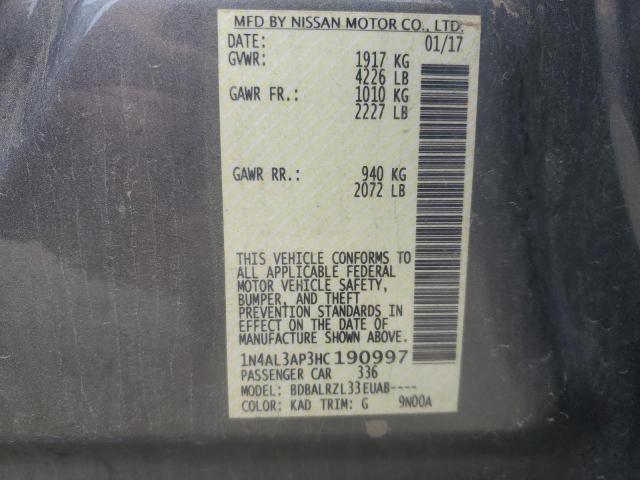 MFD BY NISSAN MOTOR CO., LTD.
DATE: 01/17
GVWR: 1917 KG
4226 LB
GAWR FR.: 1010 KG
2227 LB
GAWR RR.: 940 KG
2072 LB
THIS VEHICLE CONFORMS TO
ALL APPLICABLE FEDERAL
MOTOR VEHICLE SAFETY,
BUMPER, AND THEFT
PREVENTION STANDARDS IN
EFFECT ON THE DATE OF
MANUFACTURE SHOWN ABOVE.
1N4AL3AP3HC190997
PASSENGER CAR 336
MODEL: BDBALRZL33EUAB----
COLOR: KAD TRIM: G 9N00A